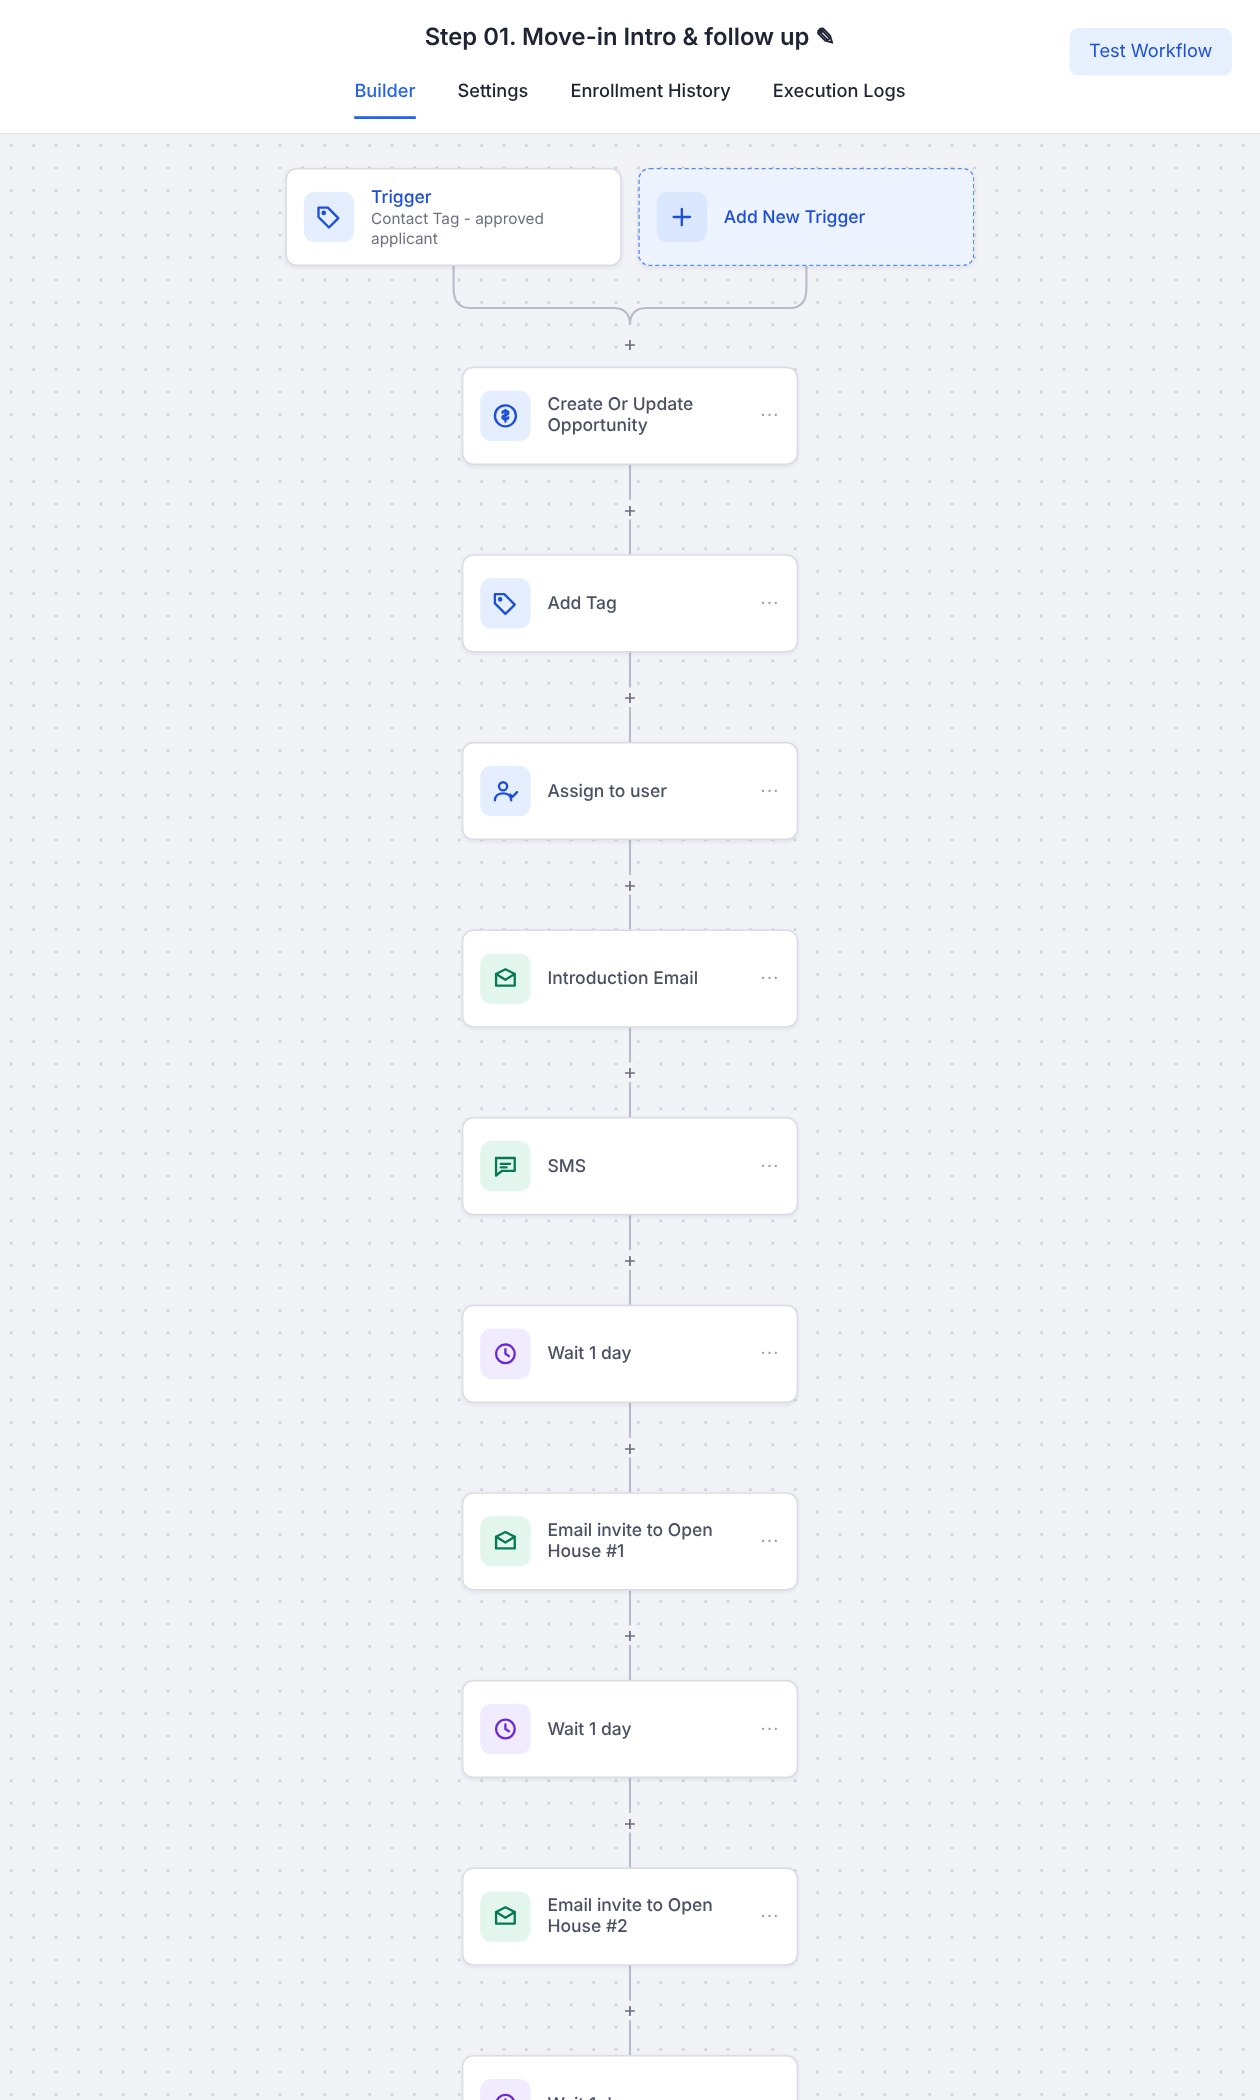 Step 01. Move-in Intro & follow up ✎
Test Workflow
Builder
Settings
Enrollment History
Execution Logs
Trigger
Contact Tag - approved
applicant
Add New Trigger
Create Or Update
Opportunity
Add Tag
Assign to user
Introduction Email
SMS
Wait 1 day
Email invite to Open
House #1
Wait 1 day
Email invite to Open
House #2